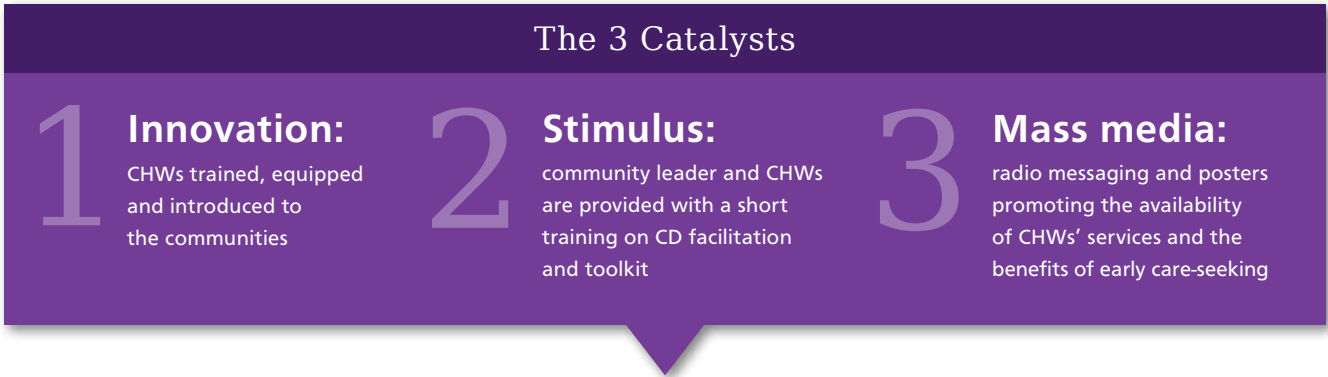 The 3 Catalysts
1
Innovation:
CHWs trained, equipped
and introduced to
the communities
2
Stimulus:
community leader and CHWs
are provided with a short
training on CD facilitation
and toolkit
3
Mass media:
radio messaging and posters
promoting the availability
of CHWs’ services and the
benefits of early care-seeking